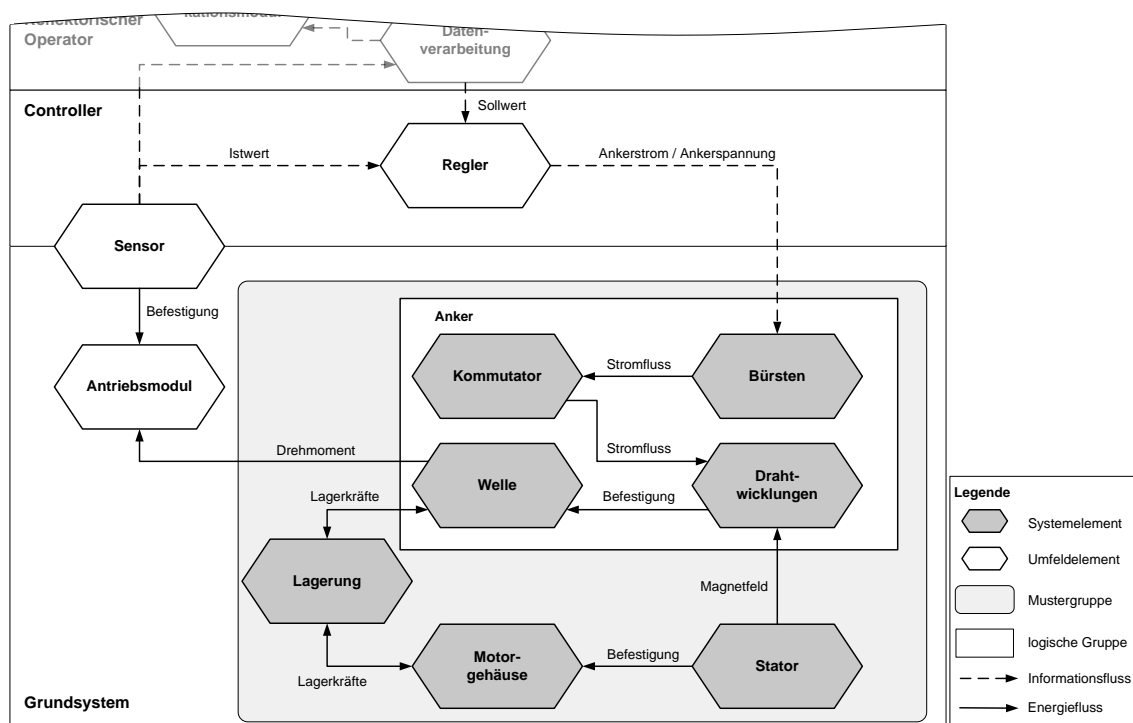 Operator
Daten-
verarbeitung
Controller
Sollwert
Istwert
Regler
Ankerstrom / Ankerspannung
Sensor
Befestigung
Anker
Antriebsmodul
Kommutator
Stromfluss
Bürsten
Drehmoment
Stromfluss
Welle
Befestigung
Draht-
wicklungen
Lagerkräfte
Lagerung
Magnetfeld
Motor-
gehäuse
Befestigung
Stator
Lagerkräfte
Grundsystem
Legende
Systemelement
Umfeldelement
Mustergruppe
logische Gruppe
Informationsfluss
Energiefluss